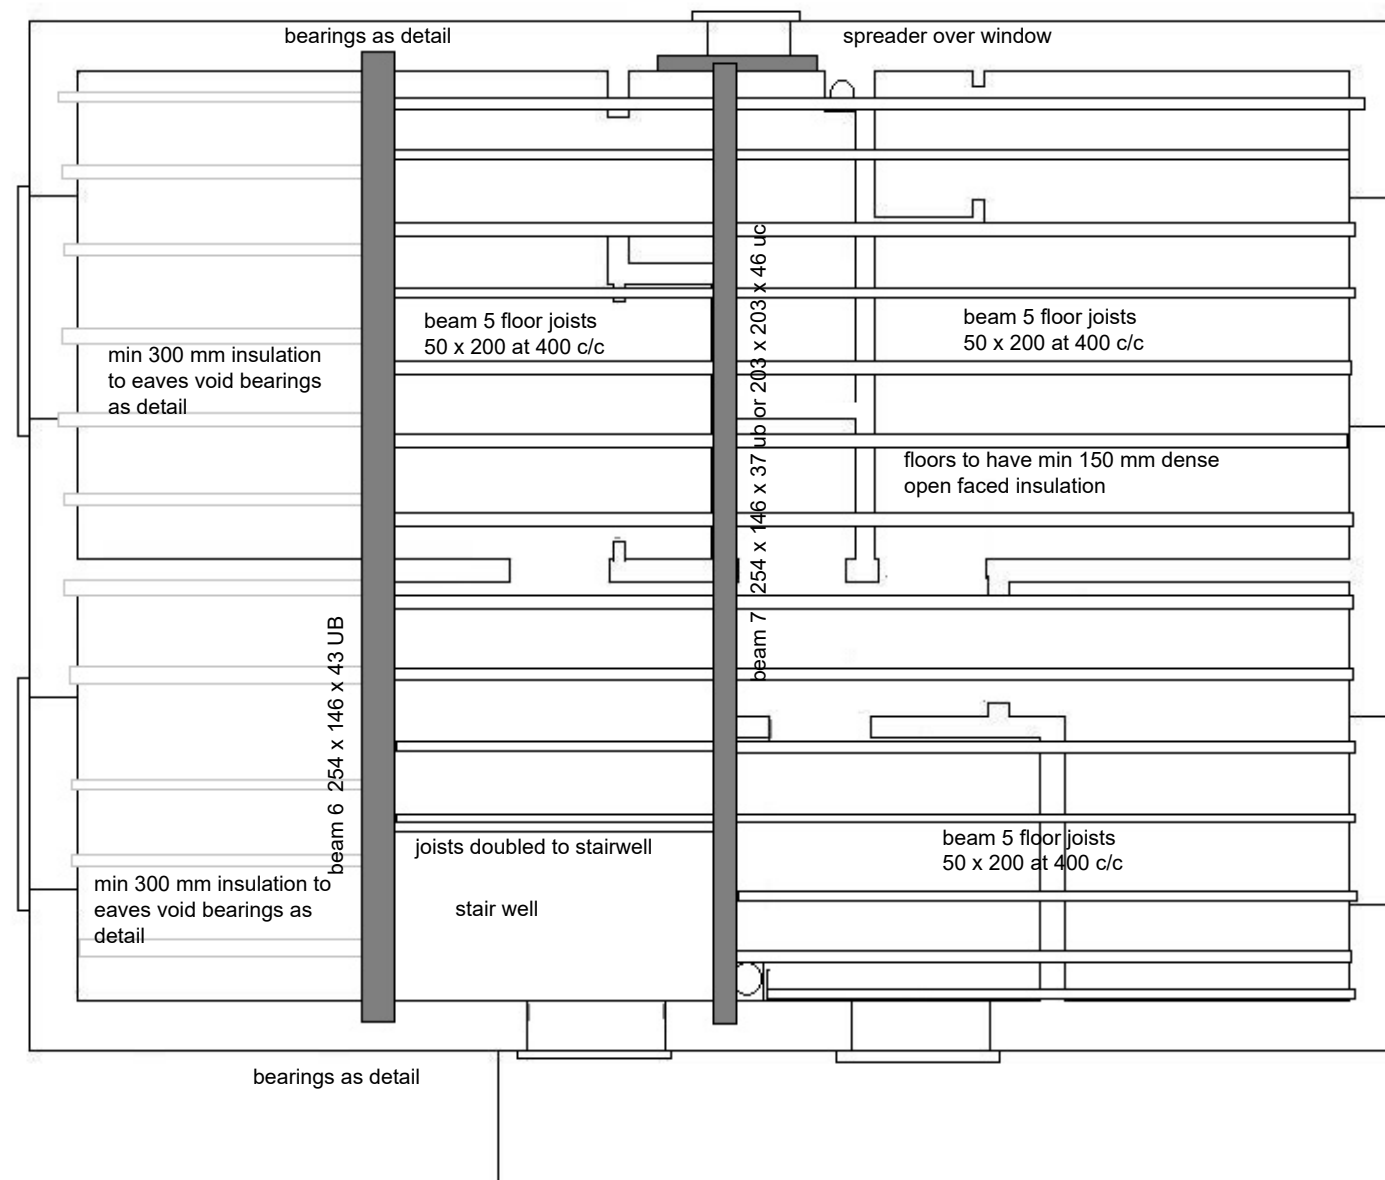 bearings as detail
spreader over window
beam 5 floor joists
50 x 200 at 400 c/c
beam 5 floor joists
50 x 200 at 400 c/c
min 300 mm insulation
to eaves void bearings
as detail
floors to have min 150 mm dense
open faced insulation
beam 7  254 x 146 x 37 ub or 203 x 203 x 46 uc
beam 6  254 x 146 x 43 UB
joists doubled to stairwell
beam 5 floor joists
50 x 200 at 400 c/c
min 300 mm insulation to
eaves void bearings as
detail
stair well
bearings as detail